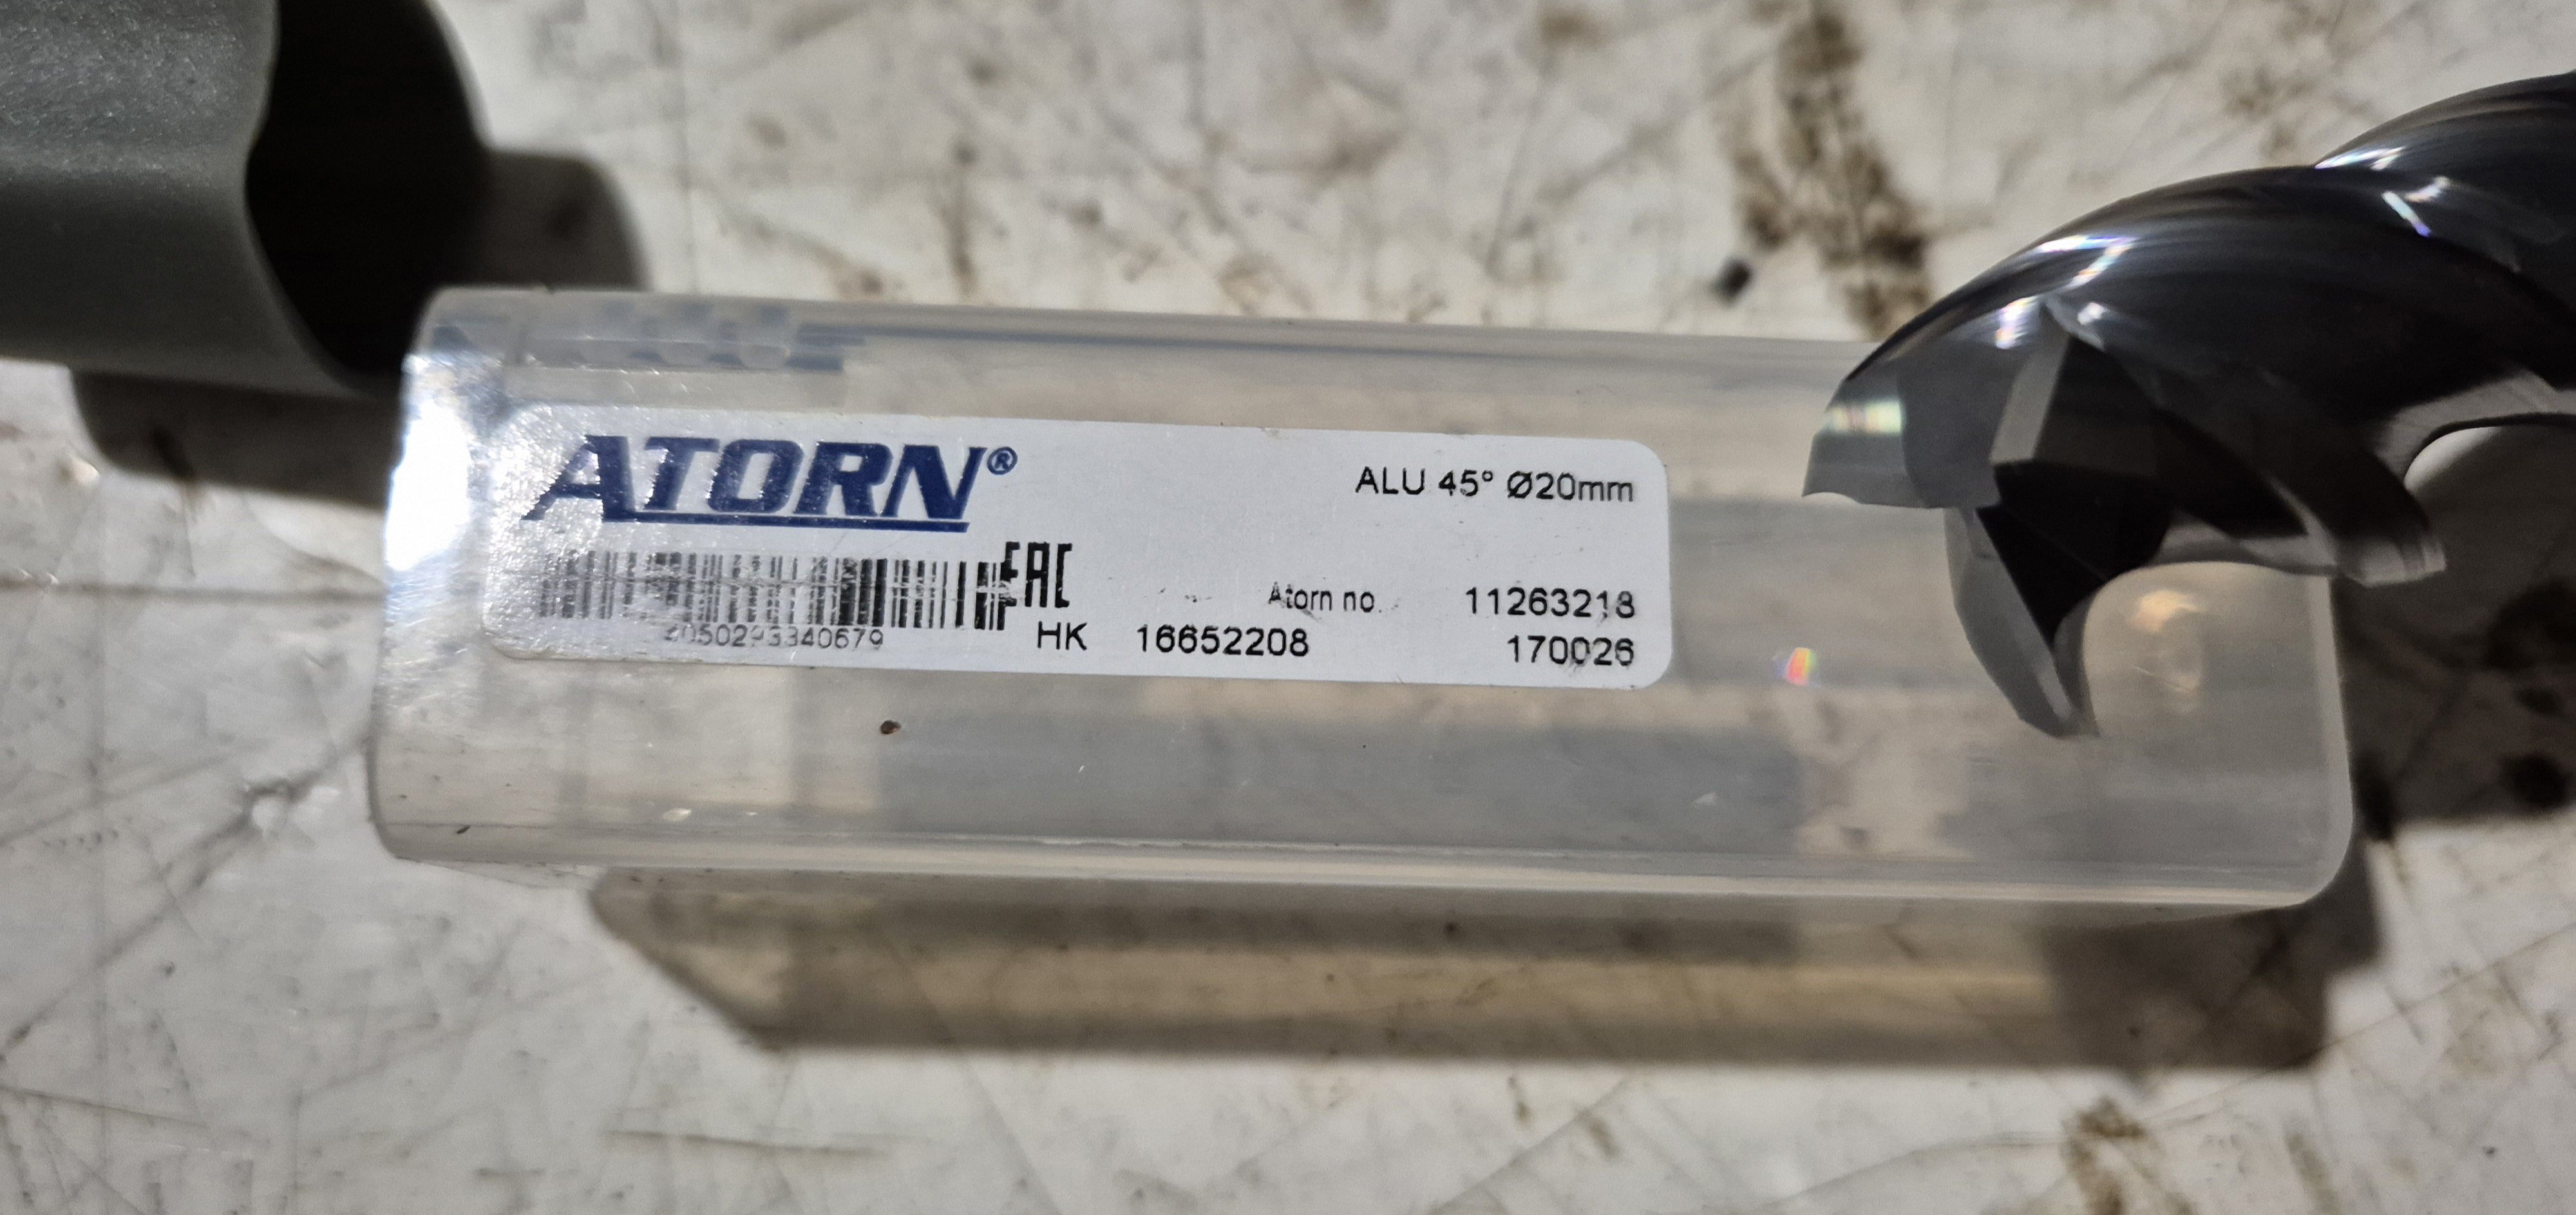 ATORN®
ALU 45° Ø20mm
EAC
Atorn no. 11263218
HK 16652208 170026